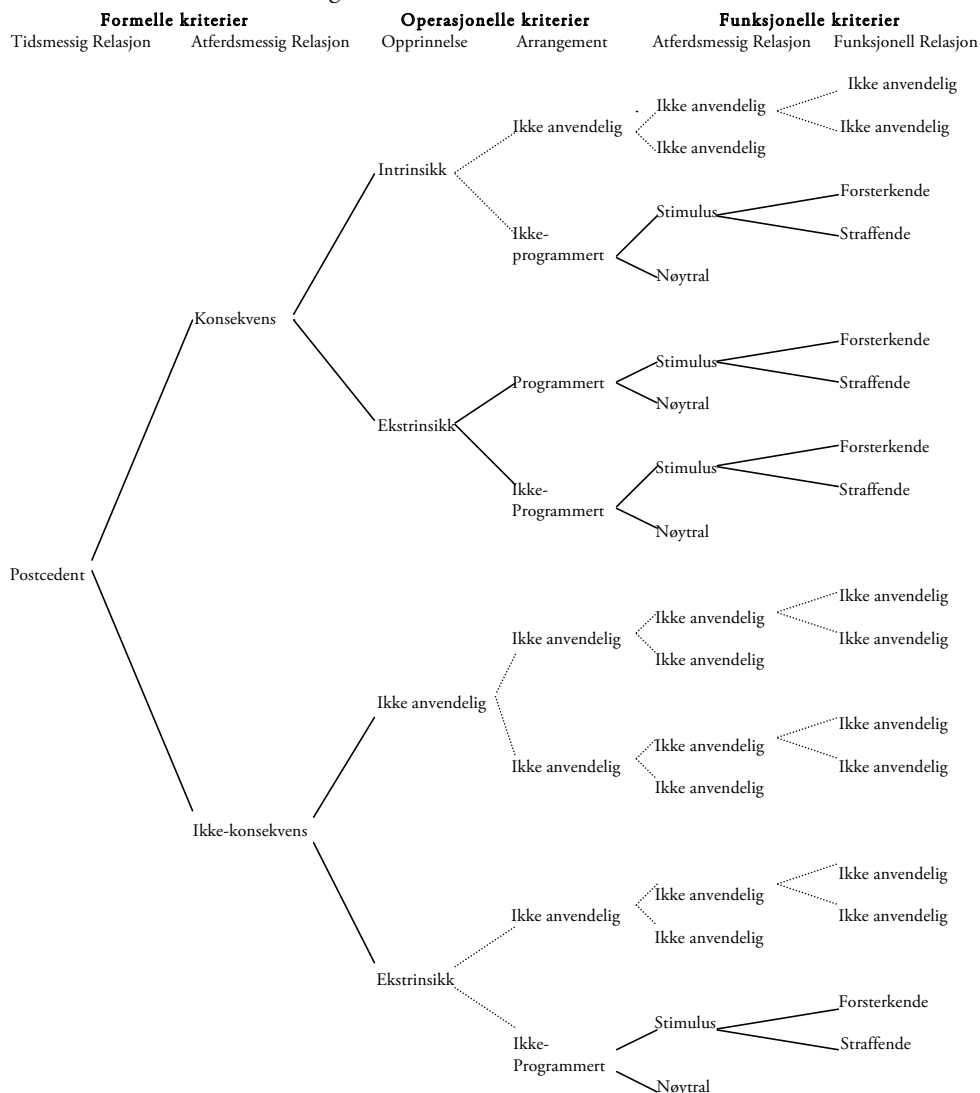 Formelle kriterier Operasjonelle kriterier Funksjonelle kriterier
Tidsmessig Relasjon Atferdsmessig Relasjon Opprinnelse Arrangement Atferdsmessig Relasjon Funksjonell Relasjon
Ikke anvendelig
Ikke anvendelig
Ikke anvendelig
Ikke anvendelig
Ikke anvendelig
Intrinsikk
Forsterkende
Stimulus
Straffende
Ikke-
programmert
Nøytral
Konsekvens
Forsterkende
Stimulus
Straffende
Programmert
Nøytral
Ekstrinsikk
Forsterkende
Stimulus
Straffende
Ikke-
Programmert
Nøytral
Postcedent
Ikke anvendelig
Ikke anvendelig
Ikke anvendelig
Ikke anvendelig
Ikke anvendelig
Ikke anvendelig
Ikke anvendelig
Ikke anvendelig
Ikke anvendelig
Ikke anvendelig
Ikke anvendelig
Ikke-konsekvens
Ikke anvendelig
Ikke anvendelig
Ikke anvendelig
Ikke anvendelig
Ikke anvendelig
Ekstrinsikk
Forsterkende
Stimulus
Straffende
Ikke-
Programmert
Nøytral